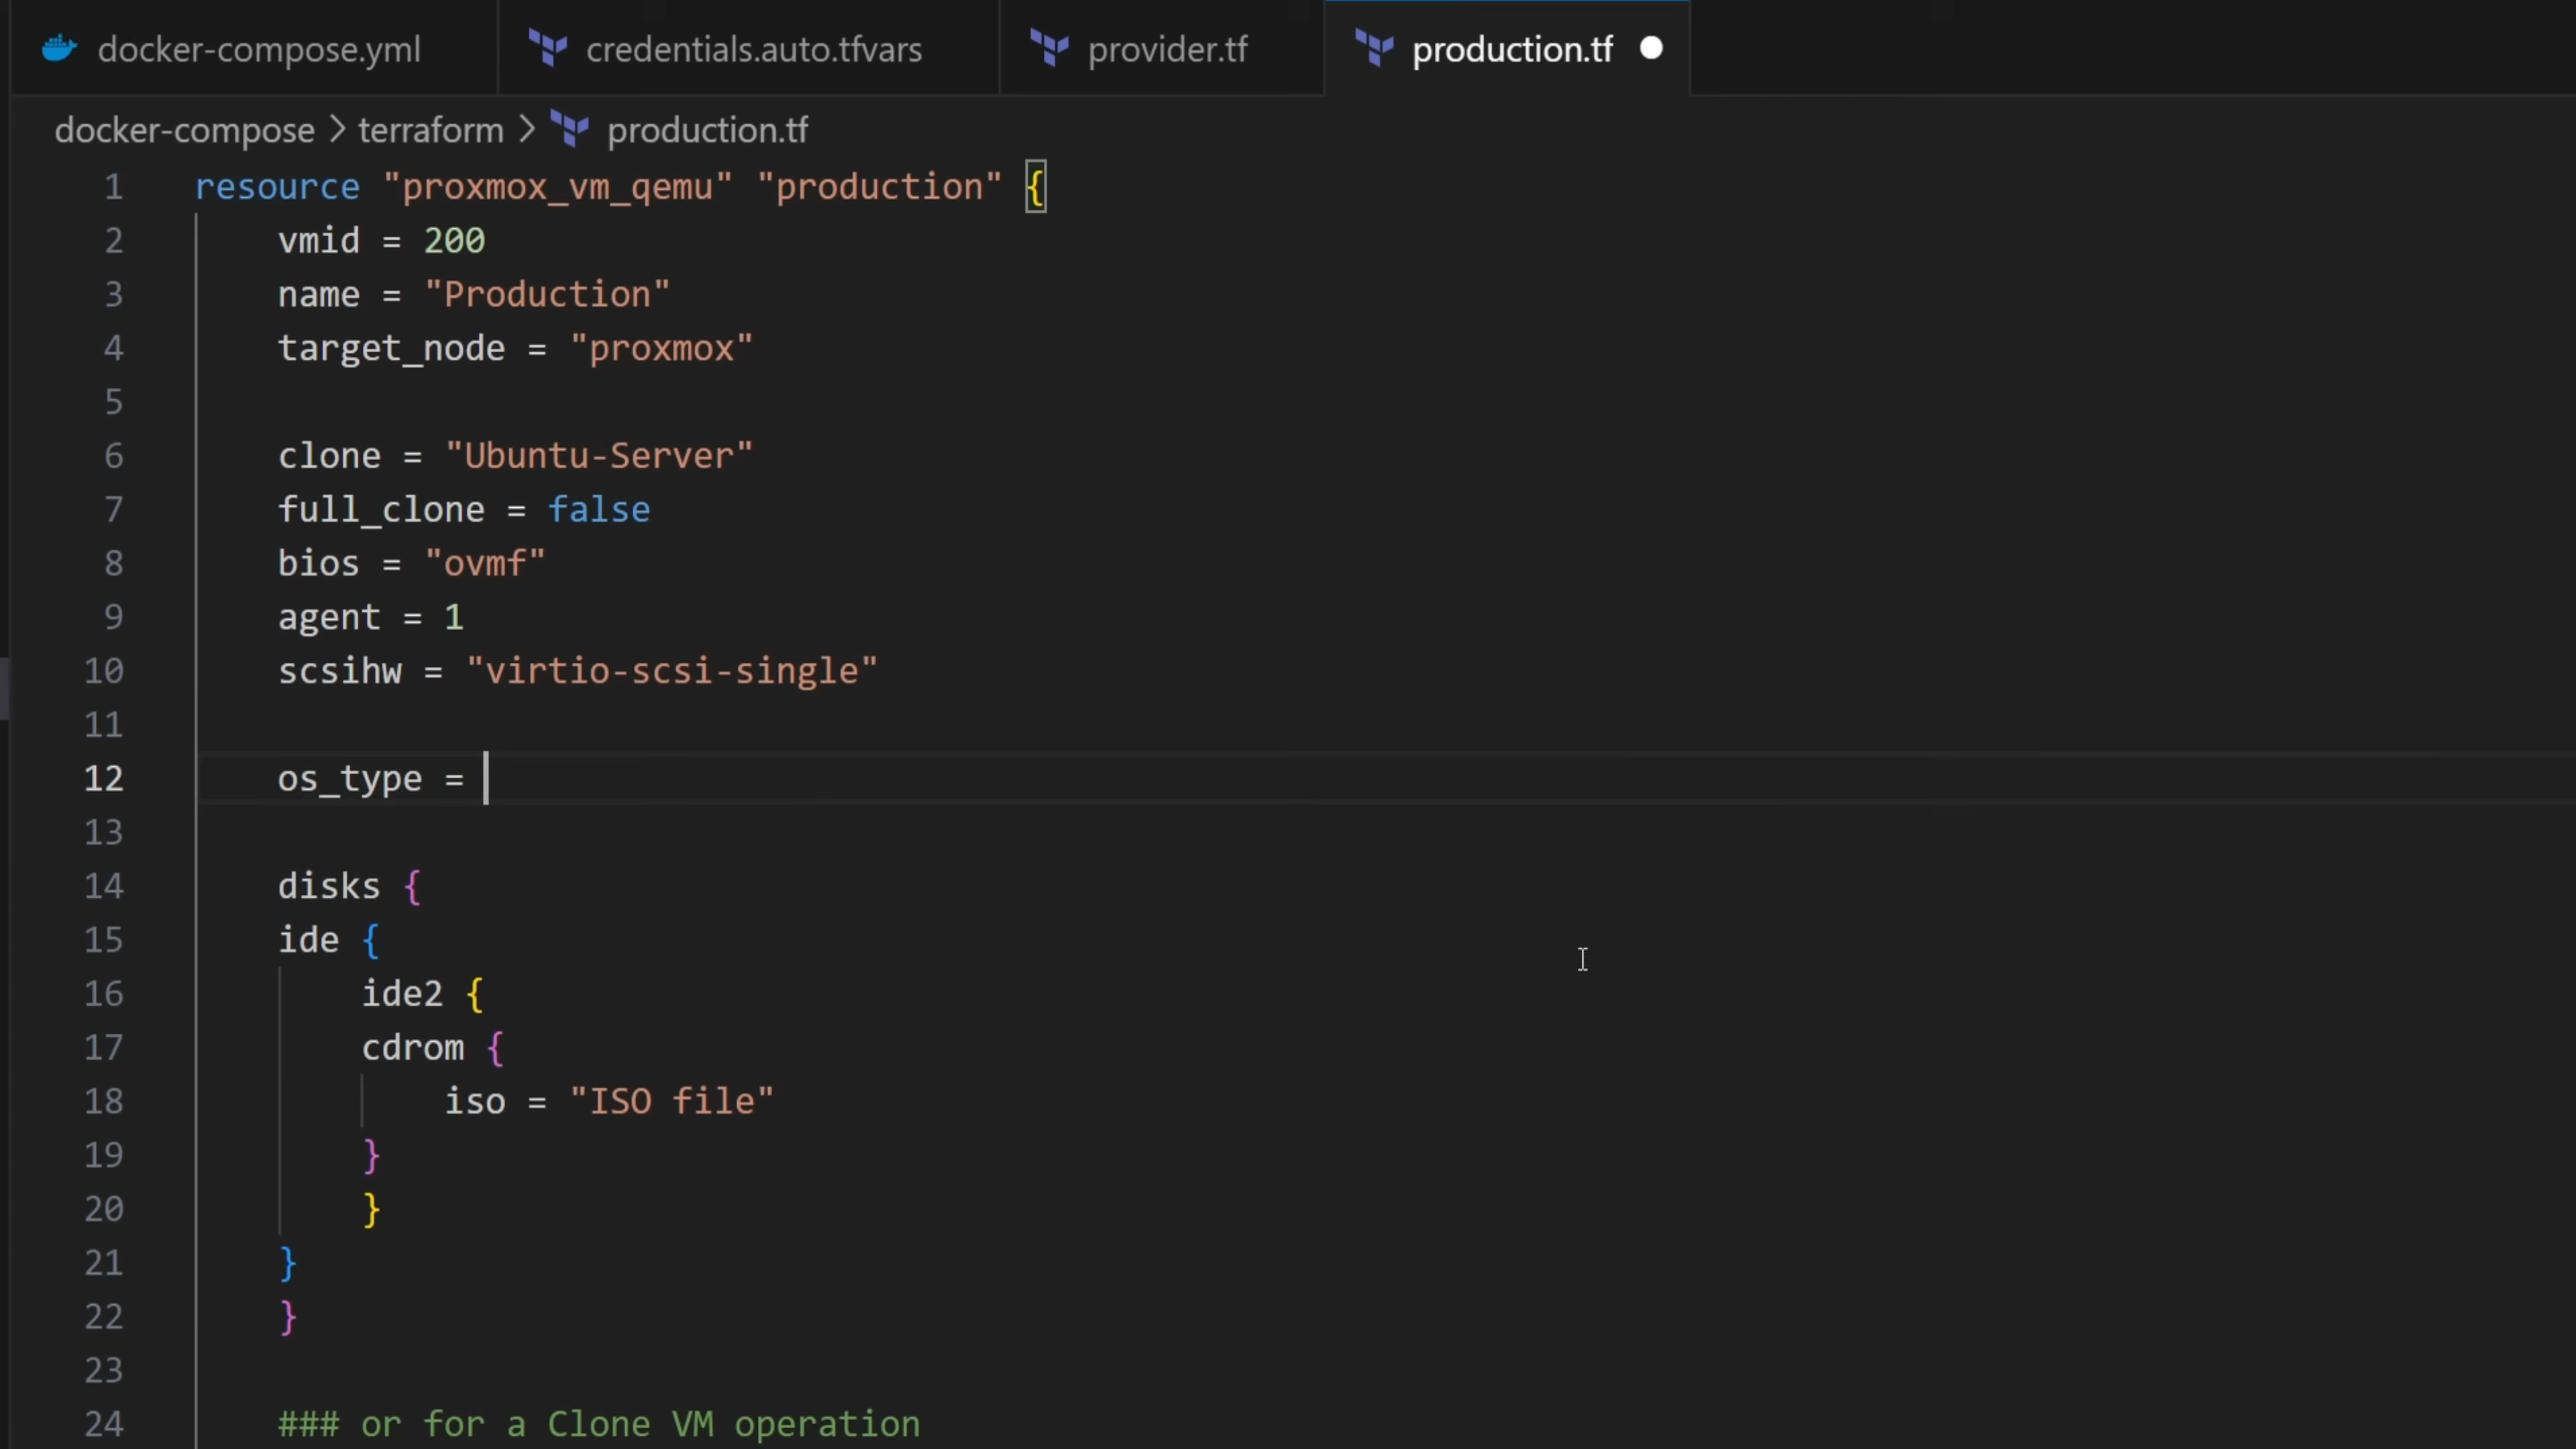 docker-compose.yml credentials.auto.tfvars provider.tf production.tf
docker-compose > terraform > production.tf
1 resource "proxmox_vm_qemu" "production" {
2 vmid = 200
3 name = "Production"
4 target_node = "proxmox"
5
6 clone = "Ubuntu-Server"
7 full_clone = false
8 bios = "ovmf"
9 agent = 1
10 scsihw = "virtio-scsi-single"
11
12 os_type =
13
14 disks {
15 ide {
16 ide2 {
17 cdrom {
18 iso = "ISO file"
19 }
20 }
21 }
22 }
23
24 ### or for a Clone VM operation